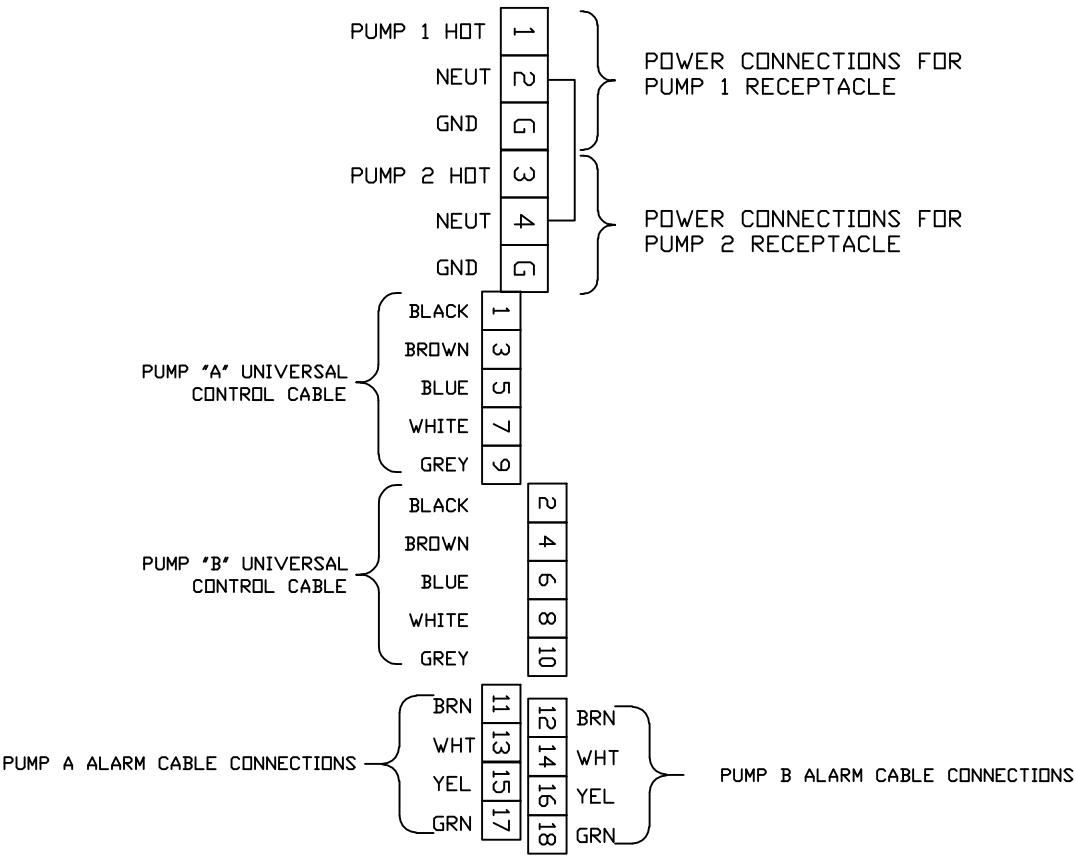 PUMP 1 HOT 1
NEUT 2
GND G
POWER CONNECTIONS FOR
PUMP 1 RECEPTACLE
PUMP 2 HOT 3
NEUT 4
GND G
POWER CONNECTIONS FOR
PUMP 2 RECEPTACLE
PUMP "A" UNIVERSAL
CONTROL CABLE
BLACK 1
BROWN 3
BLUE 5
WHITE 7
GREY 9
PUMP "B" UNIVERSAL
CONTROL CABLE
BLACK 2
BROWN 4
BLUE 6
WHITE 8
GREY 10
PUMP A ALARM CABLE CONNECTIONS
BRN 11
WHT 13
YEL 15
GRN 17
12 BRN
14 WHT
16 YEL
18 GRN
PUMP B ALARM CABLE CONNECTIONS